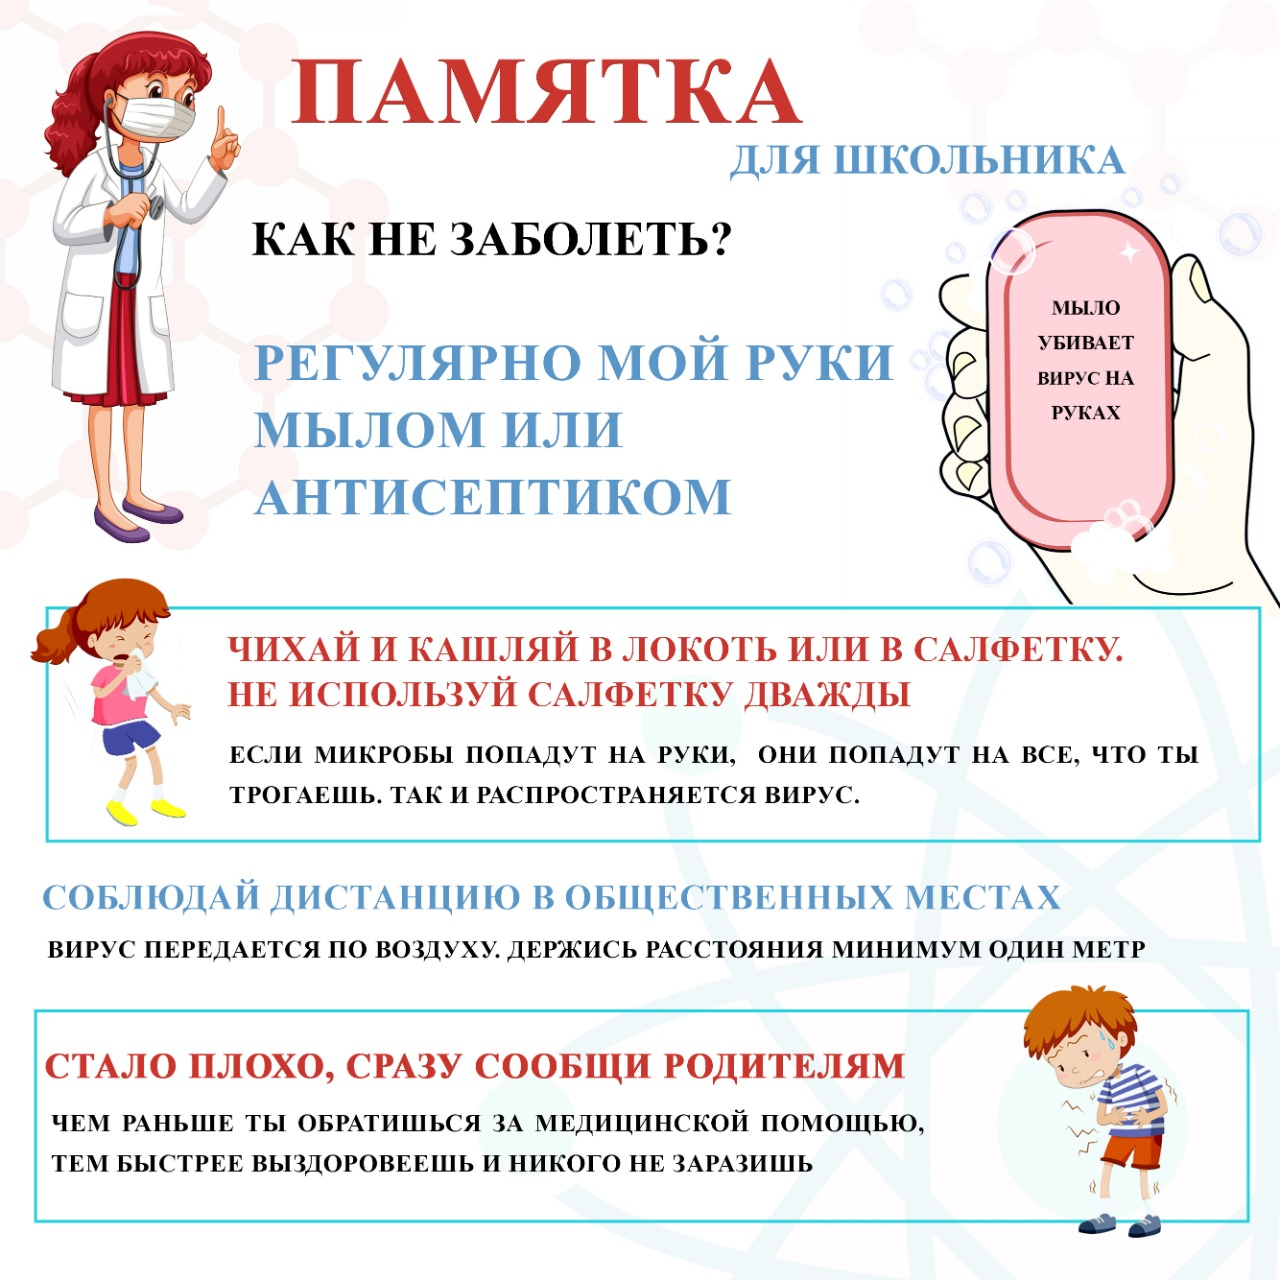 ПАМЯТКА
ДЛЯ ШКОЛЬНИКА
КАК НЕ ЗАБОЛЕТЬ?
РЕГУЛЯРНО МОЙ РУКИ
МЫЛОМ ИЛИ
АНТИСЕПТИКОМ
МЫЛО
УБИВАЕТ
ВИРУС НА
РУКАХ
ЧИХАЙ И КАШЛЯЙ В ЛОКОТЬ ИЛИ В САЛФЕТКУ.
НЕ ИСПОЛЬЗУЙ САЛФЕТКУ ДВАЖДЫ
ЕСЛИ МИКРОБЫ ПОПАДУТ НА РУКИ, ОНИ ПОПАДУТ НА ВСЕ, ЧТО ТЫ
ТРОГАЕШЬ. ТАК И РАСПРОСТРАНЯЕТСЯ ВИРУС.
СОБЛЮДАЙ ДИСТАНЦИЮ В ОБЩЕСТВЕННЫХ МЕСТАХ
ВИРУС ПЕРЕДАЕТСЯ ПО ВОЗДУХУ. ДЕРЖИСЬ РАССТОЯНИЯ МИНИМУМ ОДИН МЕТР
СТАЛО ПЛОХО, СРАЗУ СООБЩИ РОДИТЕЛЯМ
ЧЕМ РАНЬШЕ ТЫ ОБРАТИШЬСЯ ЗА МЕДИЦИНСКОЙ ПОМОЩЬЮ,
ТЕМ БЫСТРЕЕ ВЫЗДОРОВЕЕШЬ И НИКОГО НЕ ЗАРАЗИШЬ